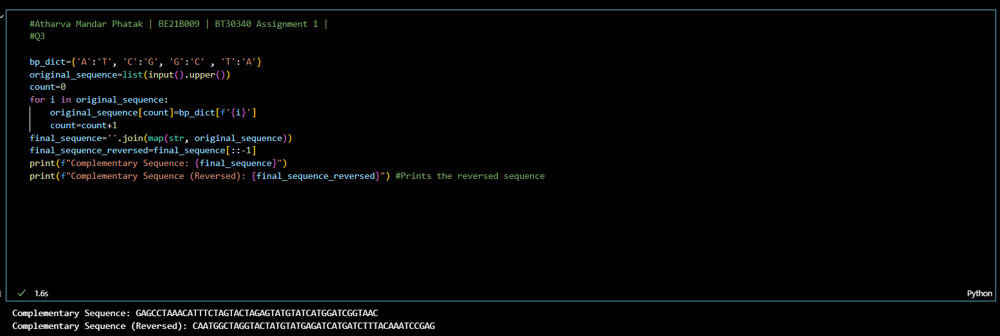 #Atharva Mandar Phatak | BE21B009 | BT30340 Assignment 1 |
#Q3
bp_dict={'A':'T', 'C':'G', 'G':'C' , 'T':'A'}
original_sequence=list(input().upper())
count=0
for i in original_sequence:
    original_sequence[count]=bp_dict[f'{i}']
    count=count+1
final_sequence=''.join(map(str, original_sequence))
final_sequence_reversed=final_sequence[::-1]
print(f"Complementary Sequence: {final_sequence}")
print(f"Complementary Sequence (Reversed): {final_sequence_reversed}") #Prints the reversed sequence
1.6s
Python
Complementary Sequence: GAGCCTAAACATTTCTAGTACTAGAGTATGTATCATGGATCGGTAAC
Complementary Sequence (Reversed): CAATGGCTAGGTACTATGTATGAGATCATGATCTTTACAAATCCGAG